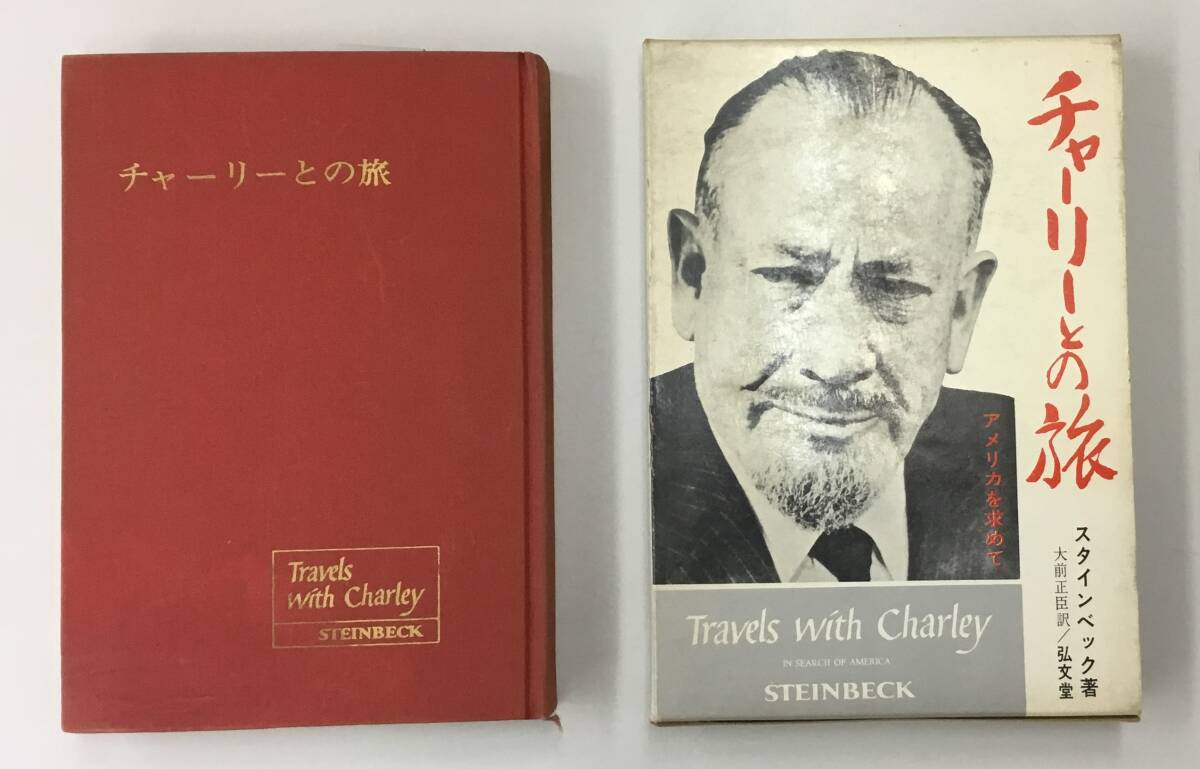 チャーリーとの旅
Travels
with Charley
STEINBECK
チャーリーとの旅
アメリカを求めて
スタインベック著
大前正臣訳/弘文堂
Travels with Charley
IN SEARCH OF AMERICA
STEINBECK